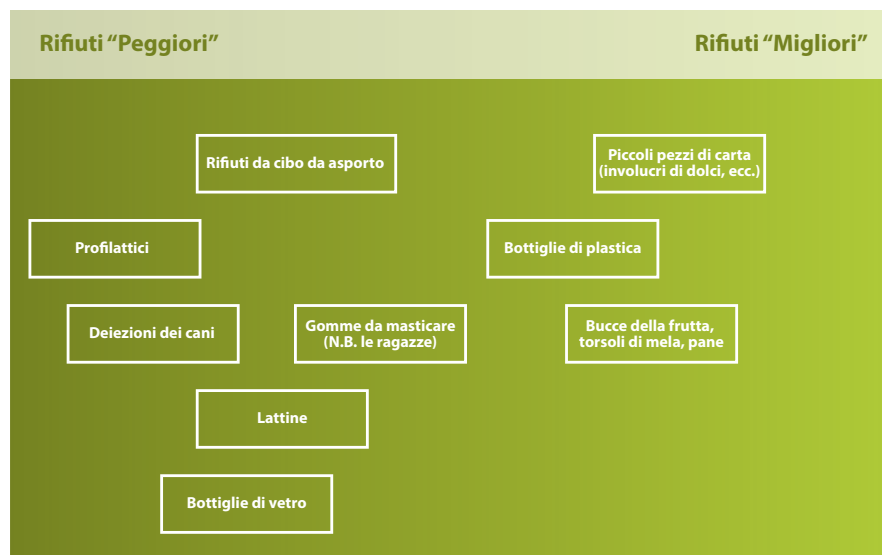 Rifiuti “Peggiori”
Rifiuti “Migliori”
Rifiuti da cibo da asporto
Piccoli pezzi di carta
(involucri di dolci, ecc.)
Profilattici
Bottiglie di plastica
Deiezioni dei cani
Gomme da masticare
(N.B. le ragazze)
Bucce della frutta,
torsoli di mela, pane
Lattine
Bottiglie di vetro